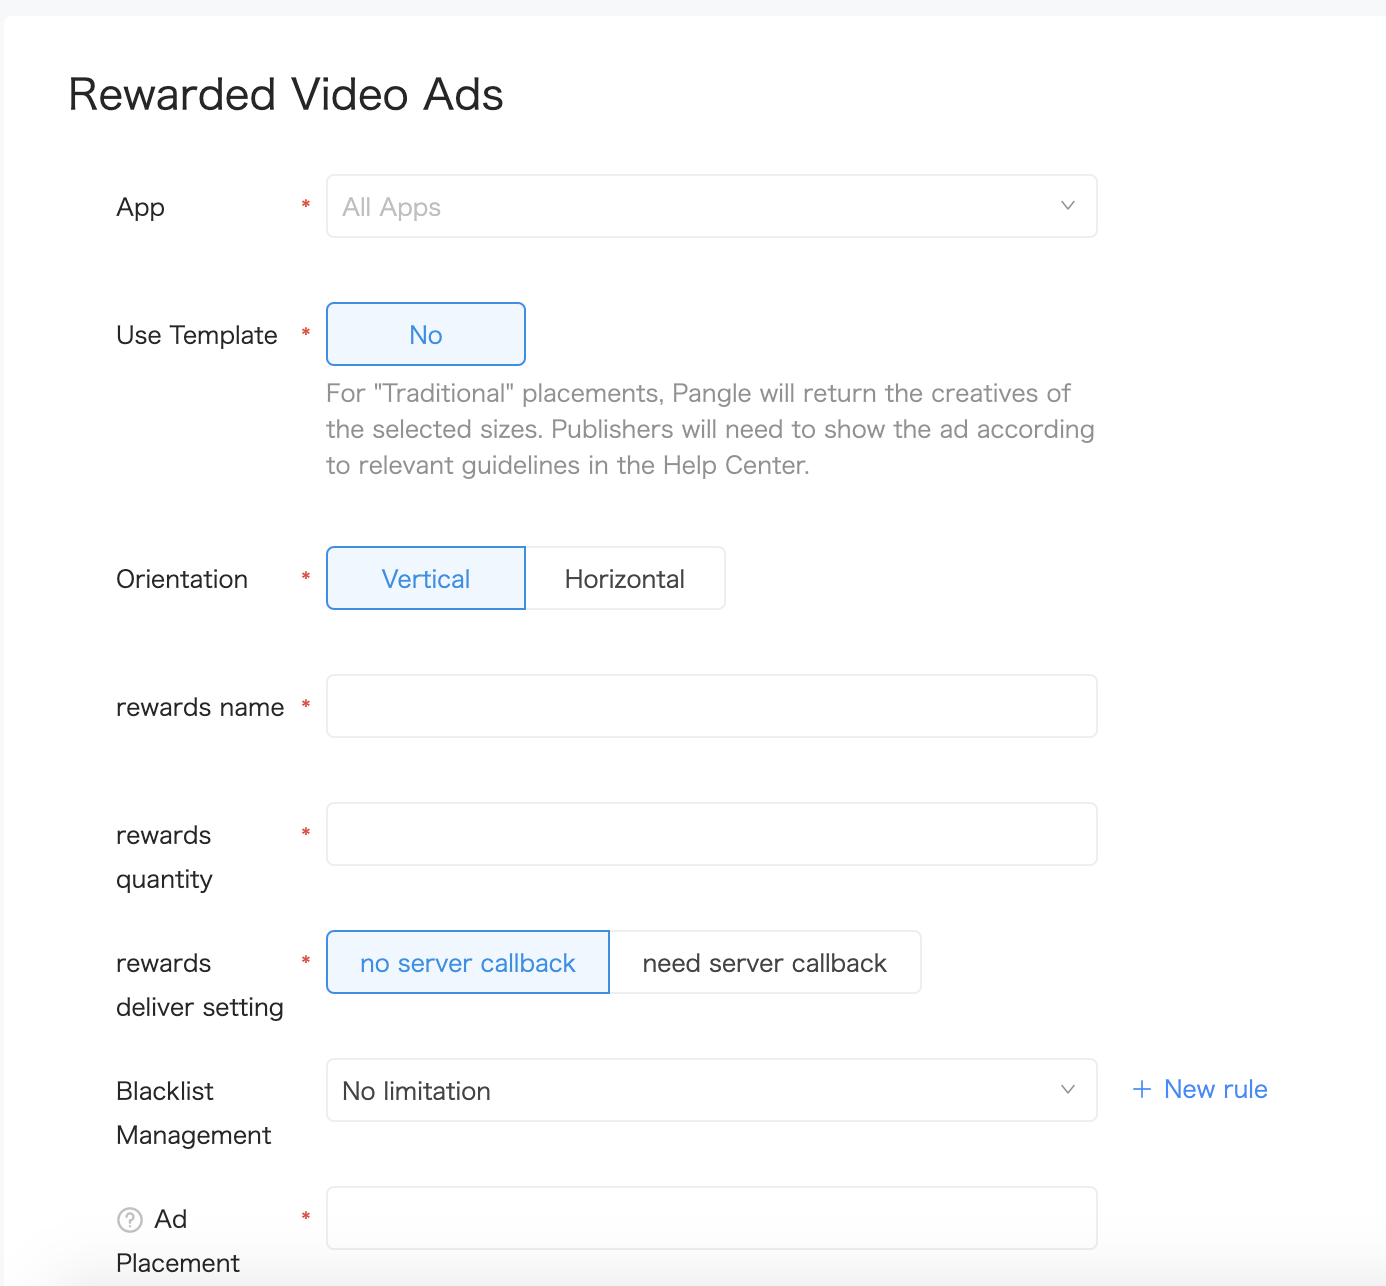 Rewarded Video Ads
App * All Apps
Use Template * No
For "Traditional" placements, Pangle will return the creatives of
the selected sizes. Publishers will need to show the ad according
to relevant guidelines in the Help Center.
Orientation * Vertical Horizontal
rewards name *
rewards *
quantity
rewards * no server callback need server callback
deliver setting
Blacklist No limitation + New rule
Management
? Ad *
Placement